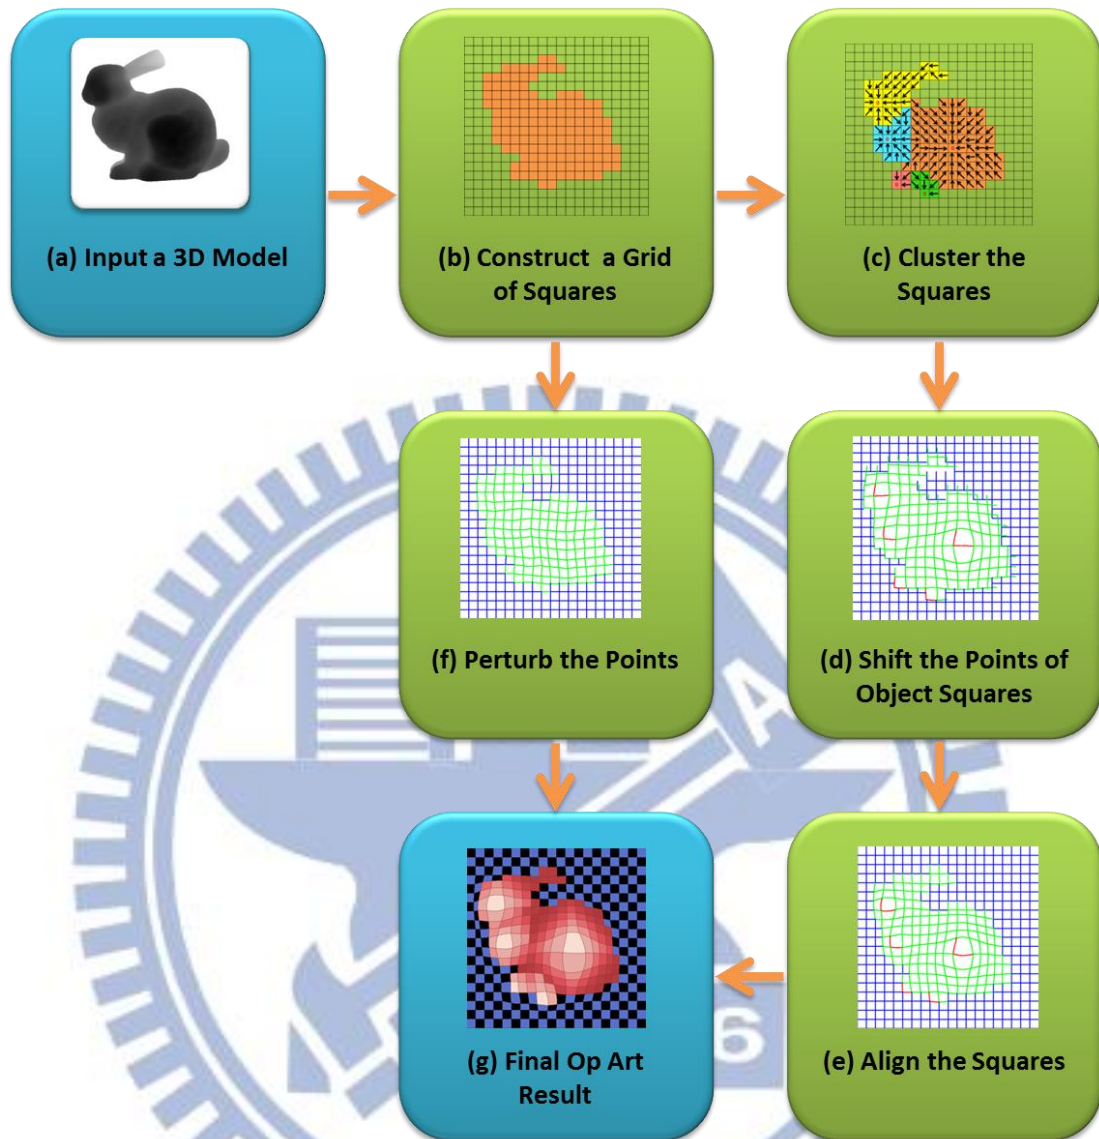 (a) Input a 3D Model
(b) Construct a Grid
of Squares
(c) Cluster the
Squares
(f) Perturb the Points
(d) Shift the Points of
Object Squares
(g) Final Op Art
Result
(e) Align the Squares
A
6